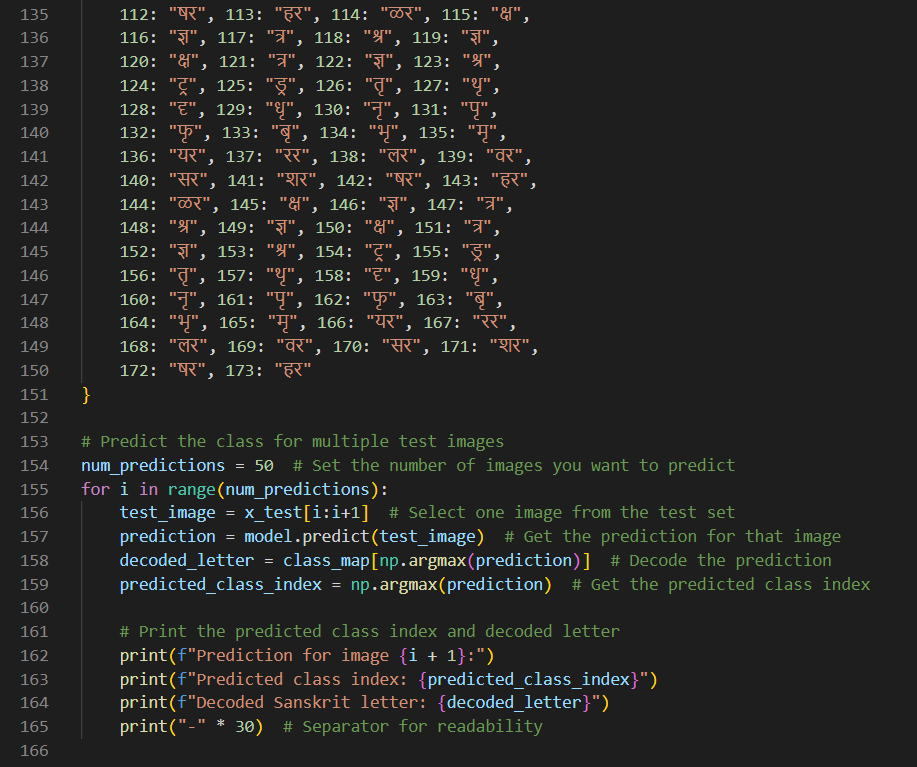 135 112: "षर", 113: "हर", 114: "ळर", 115: "क्ष",
136 116: "ज्ञ", 117: "त्र", 118: "श्र", 119: "ज्ञ",
137 120: "क्ष", 121: "त्र", 122: "ज्ञ", 123: "श्र",
138 124: "ट्र", 125: "ड्र", 126: "तृ", 127: "थृ",
139 128: "दृ", 129: "धृ", 130: "नृ", 131: "पृ",
140 132: "फृ", 133: "बृ", 134: "भृ", 135: "मृ",
141 136: "यर", 137: "रर", 138: "लर", 139: "वर",
142 140: "सर", 141: "शर", 142: "षर", 143: "हर",
143 144: "ळर", 145: "क्ष", 146: "ज्ञ", 147: "त्र",
144 148: "श्र", 149: "ज्ञ", 150: "क्ष", 151: "त्र",
145 152: "ज्ञ", 153: "श्र", 154: "ट्र", 155: "ड्र",
146 156: "तृ", 157: "थृ", 158: "दृ", 159: "धृ",
147 160: "नृ", 161: "पृ", 162: "फृ", 163: "बृ",
148 164: "भृ", 165: "मृ", 166: "यर", 167: "रर",
149 168: "लर", 169: "वर", 170: "सर", 171: "शर",
150 172: "षर", 173: "हर"
151 }
152
153 # Predict the class for multiple test images
154 num_predictions = 50  # Set the number of images you want to predict
155 for i in range(num_predictions):
156 test_image = x_test[i:i+1]  # Select one image from the test set
157 prediction = model.predict(test_image)  # Get the prediction for that image
158 decoded_letter = class_map[np.argmax(prediction)]  # Decode the prediction
159 predicted_class_index = np.argmax(prediction)  # Get the predicted class index
160
161 # Print the predicted class index and decoded letter
162 print(f"Prediction for image {i + 1}:")
163 print(f"Predicted class index: {predicted_class_index}")
164 print(f"Decoded Sanskrit letter: {decoded_letter}")
165 print("-" * 30)  # Separator for readability
166